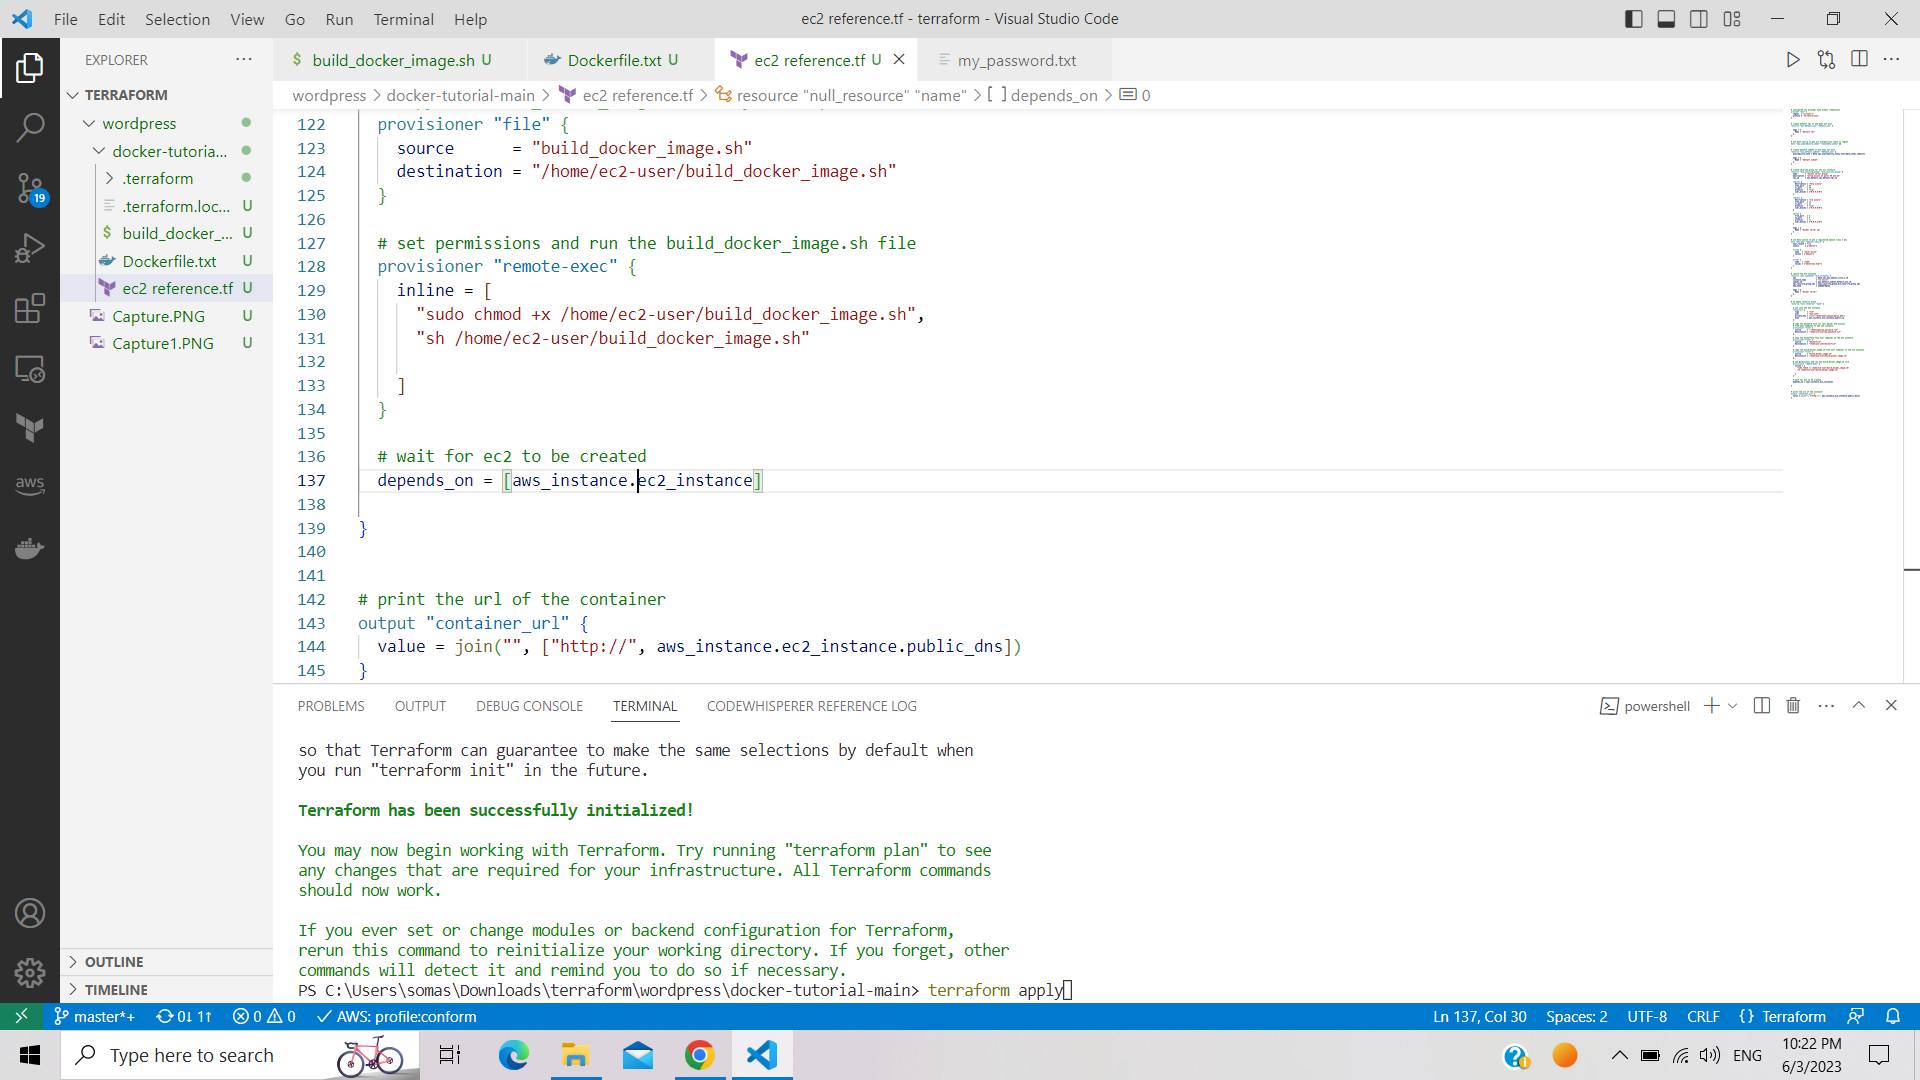 File Edit Selection View Go Run Terminal Help
ec2 reference.tf - terraform - Visual Studio Code
EXPLORER
TERRAFORM
wordpress
docker-tutoria...
.terraform
.terraform.loc... U
$ build_docker_... U
Dockerfile.txt U
ec2 reference.tf U
Capture.PNG U
Capture1.PNG U
OUTLINE
TIMELINE
19
aws
$ build_docker_image.sh U
Dockerfile.txt U
ec2 reference.tf U
my_password.txt
wordpress > docker-tutorial-main > ec2 reference.tf > resource "null_resource" "name" > [ ] depends_on > 0
122 provisioner "file" {
123 source      = "build_docker_image.sh"
124 destination = "/home/ec2-user/build_docker_image.sh"
125 }
126
127 # set permissions and run the build_docker_image.sh file
128 provisioner "remote-exec" {
129 inline = [
130 "sudo chmod +x /home/ec2-user/build_docker_image.sh",
131 "sh /home/ec2-user/build_docker_image.sh"
132
133 ]
134 }
135
136 # wait for ec2 to be created
137 depends_on = [aws_instance.ec2_instance]
138
139 }
140
141
142 # print the url of the container
143 output "container_url" {
144 value = join("", ["http://", aws_instance.ec2_instance.public_dns])
145 }
PROBLEMS OUTPUT DEBUG CONSOLE TERMINAL CODEWHISPERER REFERENCE LOG
powershell
so that Terraform can guarantee to make the same selections by default when
you run "terraform init" in the future.
Terraform has been successfully initialized!
You may now begin working with Terraform. Try running "terraform plan" to see
any changes that are required for your infrastructure. All Terraform commands
should now work.
If you ever set or change modules or backend configuration for Terraform,
rerun this command to reinitialize your working directory. If you forget, other
commands will detect it and remind you to do so if necessary.
PS C:\Users\somas\Downloads\terraform\wordpress\docker-tutorial-main> terraform apply
master*+ 0↓ 1↑ 0 0 AWS: profile:conform
Ln 137, Col 30 Spaces: 2 UTF-8 CRLF {} Terraform
Type here to search
ENG
10:22 PM
6/3/2023